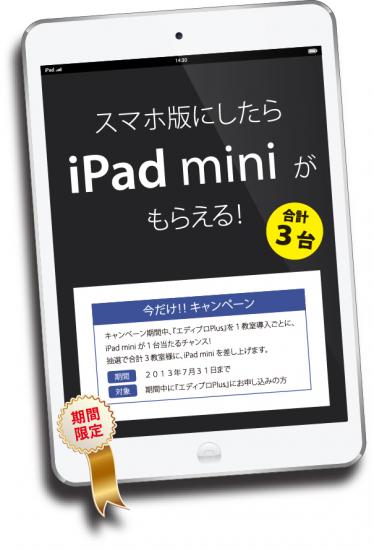 iPad
14:30
スマホ版にしたら
iPad mini が
もらえる!
合計
3台
今だけ!! キャンペーン
キャンペーン期間中、『エディプロPlus』を1教室導入ごとに、
iPad mini が1台当たるチャンス!
抽選で合計3教室様に、iPad mini を差し上げます。
期間 2013年7月31日まで
対象 期間中に『エディプロPlus』にお申し込みの方
期間
限定